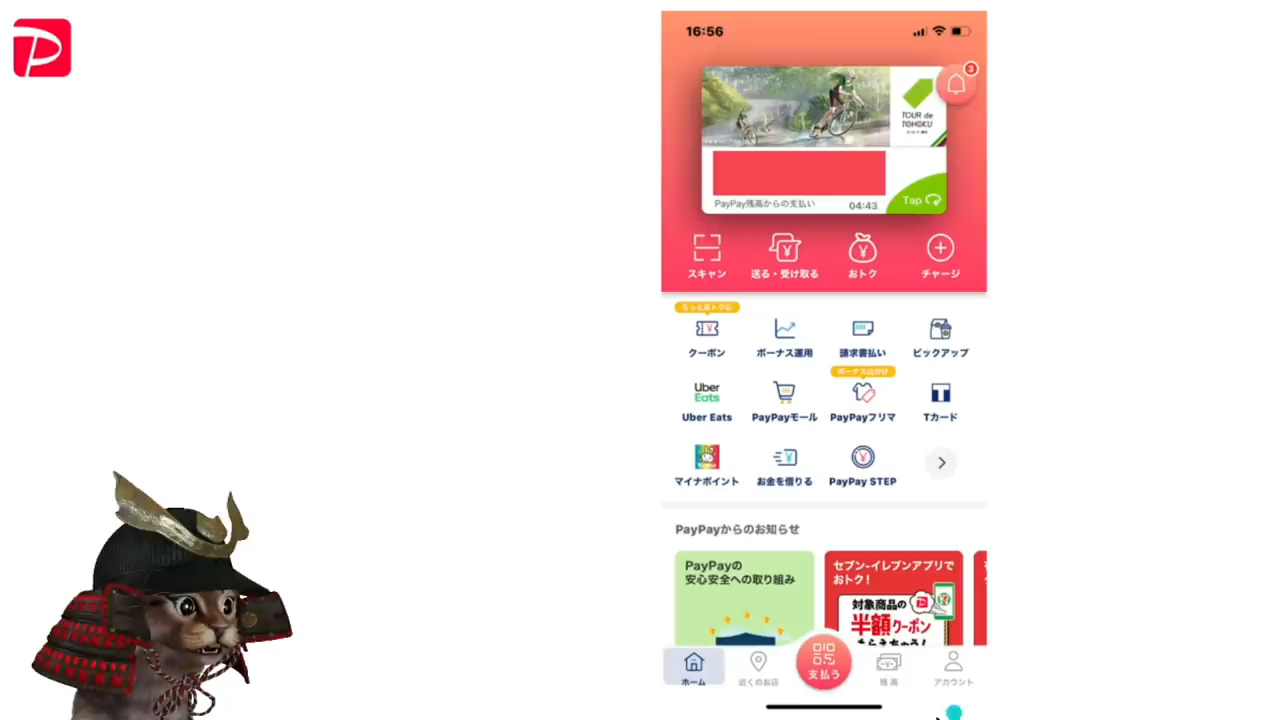 16:56
3
TOUR de
TOHOKU
PayPay残高からの支払い
04:43
Tap
スキャン
送る・受け取る
おトク
チャージ
クーポン
ボーナス運用
請求書払い
ピックアップ
Uber
Eats
Uber Eats
PayPayモール
PayPayフリマ
Tカード
マイナポイント
お金を借りる
PayPay STEP
PayPayからのお知らせ
PayPayの
安心安全への取り組み
セブン-イレブンアプリで
おトク!
対象商品の
半額クーポン
もらえちゃう!
ホーム
近くのお店
支払う
残高
アカウント